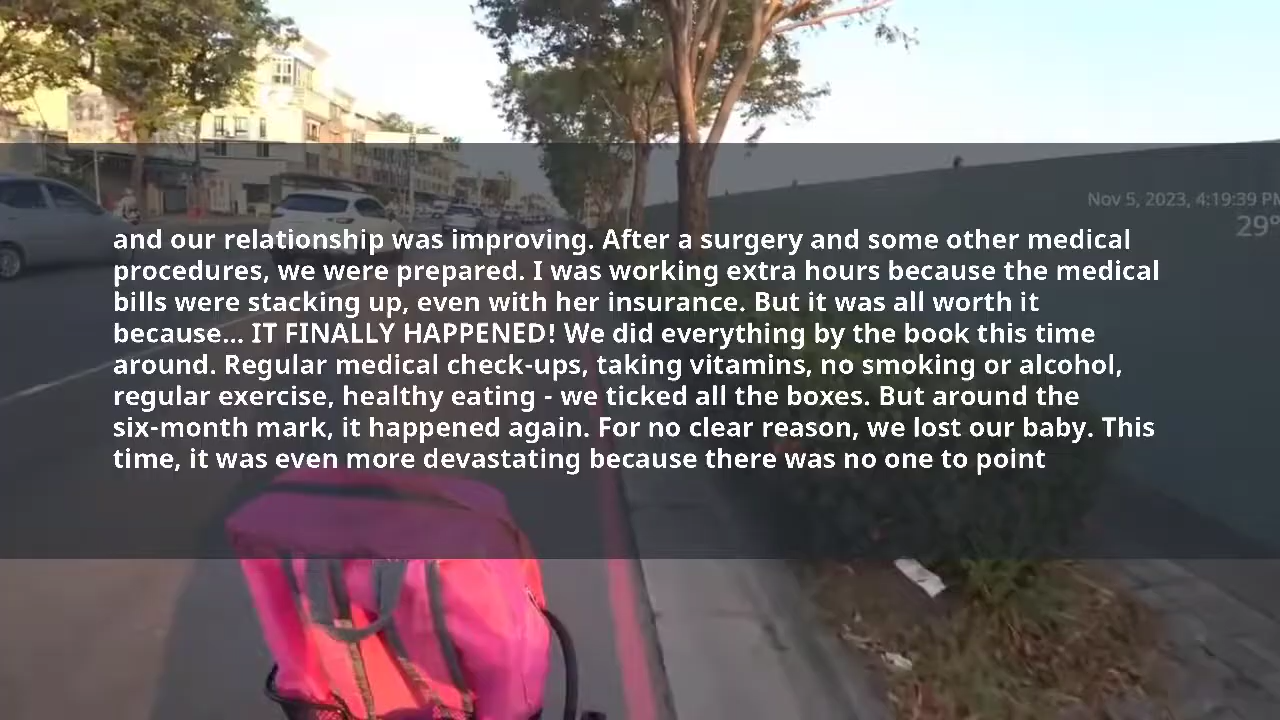 Nov 5, 2023, 4:19:39 PM
29°
and our relationship was improving. After a surgery and some other medical
procedures, we were prepared. I was working extra hours because the medical
bills were stacking up, even with her insurance. But it was all worth it
because... IT FINALLY HAPPENED! We did everything by the book this time
around. Regular medical check-ups, taking vitamins, no smoking or alcohol,
regular exercise, healthy eating - we ticked all the boxes. But around the
six-month mark, it happened again. For no clear reason, we lost our baby. This
time, it was even more devastating because there was no one to point